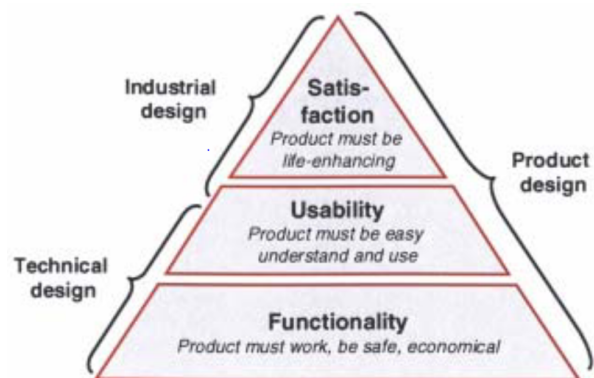 Industrial
design
Satis-
faction
Product must be
life-enhancing
Product
design
Usability
Product must be easy
understand and use
Technical
design
Functionality
Product must work, be safe, economical